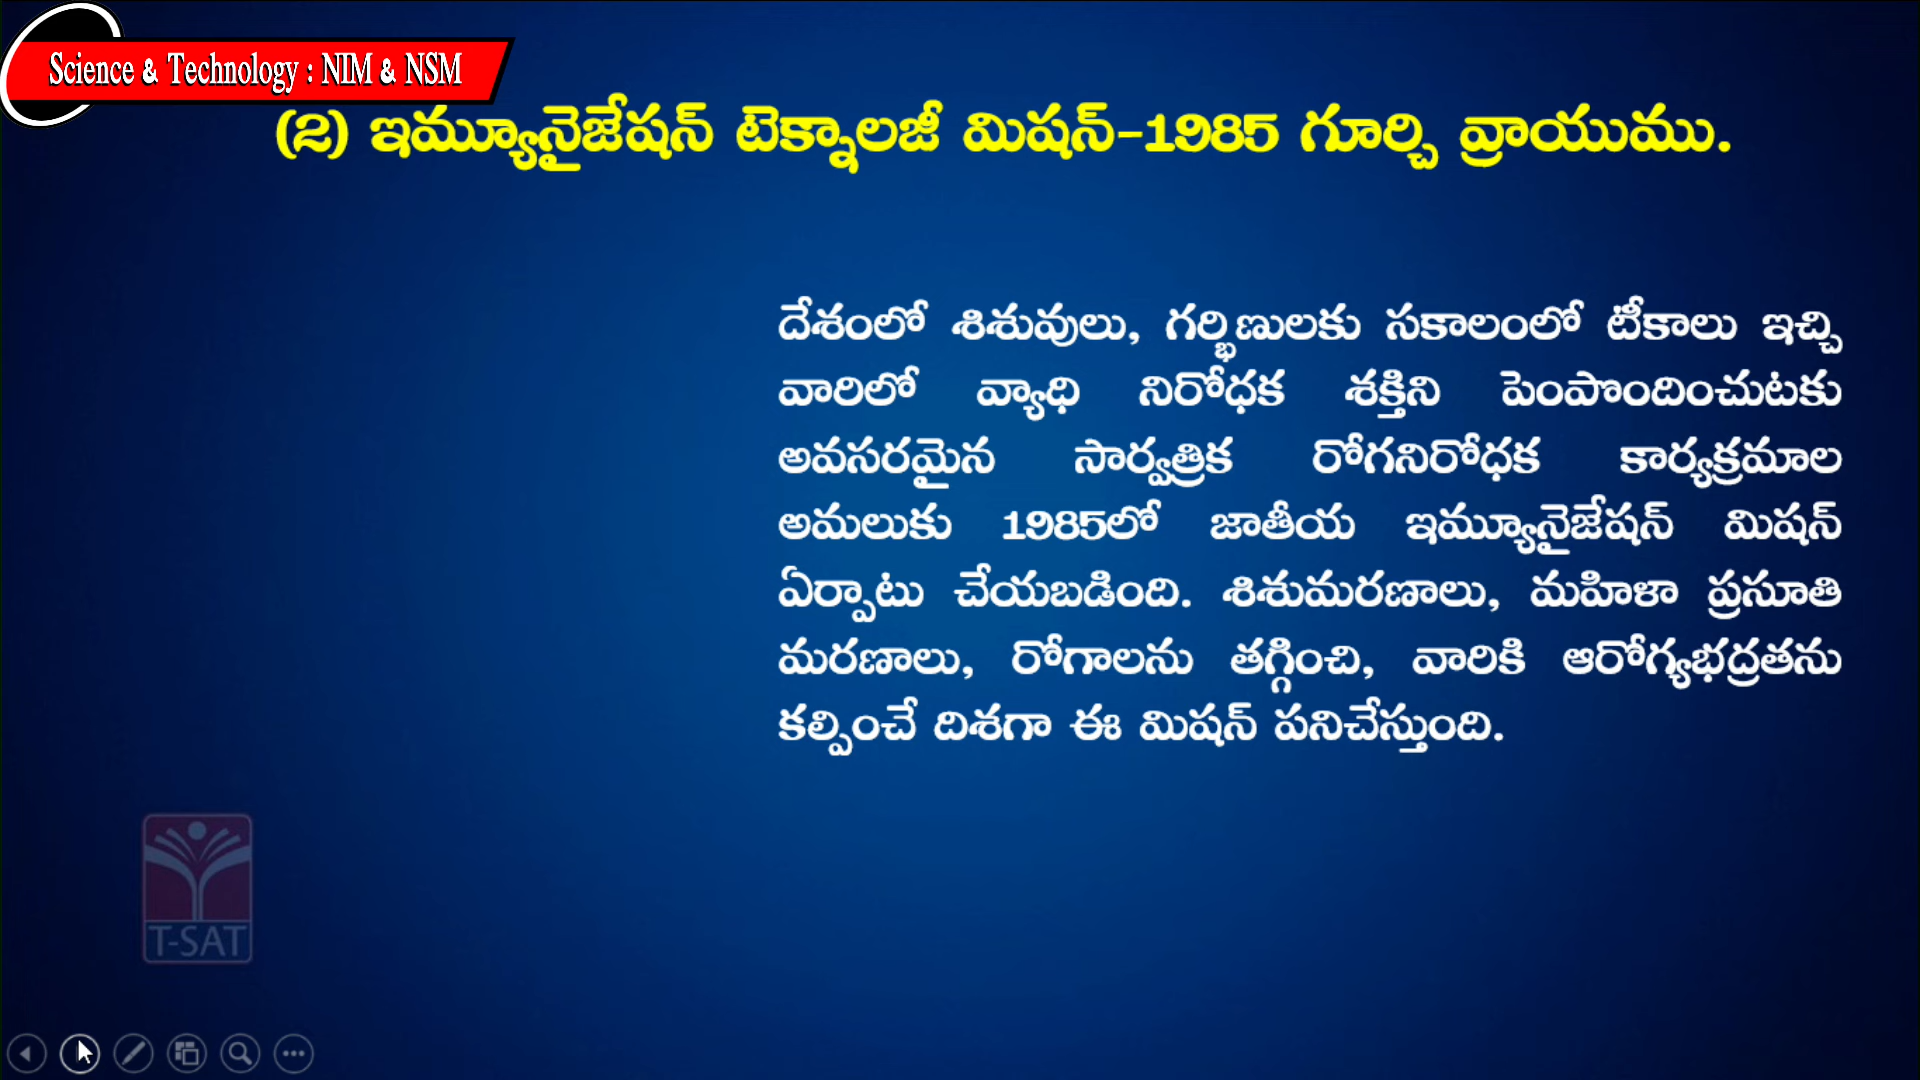 Science & Technology : NIM & NSM
(2) ఇమ్యూనైజేషన్ టెక్నాలజీ మిషన్-1985 గూర్చి వ్రాయుము.
దేశంలో శిశువులు, గర్భిణులకు సకాలంలో టీకాలు ఇచ్చి
వారిలో వ్యాధి నిరోధక శక్తిని పెంపొందించుటకు
అవసరమైన సార్వత్రిక రోగనిరోధక కార్యక్రమాల
అమలుకు 1985లో జాతీయ ఇమ్యూనైజేషన్ మిషన్
ఏర్పాటు చేయబడింది. శిశుమరణాలు, మహిళా ప్రసూతి
మరణాలు, రోగాలను తగ్గించి, వారికి ఆరోగ్యభద్రతను
కల్పించే దిశగా ఈ మిషన్ పనిచేస్తుంది.
T-SAT